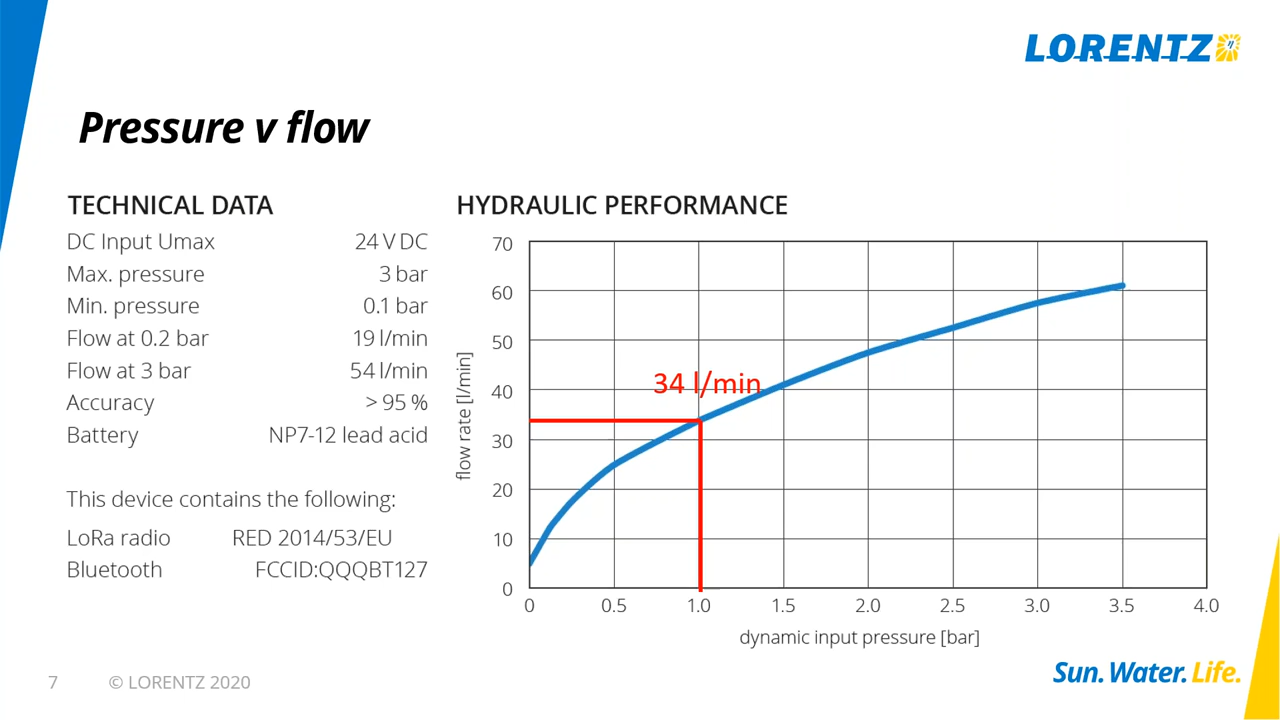 LORENTZ
Pressure v flow
TECHNICAL DATA
DC Input Umax 24 V DC
Max. pressure 3 bar
Min. pressure 0.1 bar
Flow at 0.2 bar 19 l/min
Flow at 3 bar 54 l/min
Accuracy > 95 %
Battery NP7-12 lead acid
This device contains the following:
LoRa radio RED 2014/53/EU
Bluetooth FCCID:QQQBT127
HYDRAULIC PERFORMANCE
70
60
50
40
30
20
10
0
flow rate [l/min]
34 l/min
0 0.5 1.0 1.5 2.0 2.5 3.0 3.5 4.0
dynamic input pressure [bar]
7 © LORENTZ 2020
Sun. Water. Life.